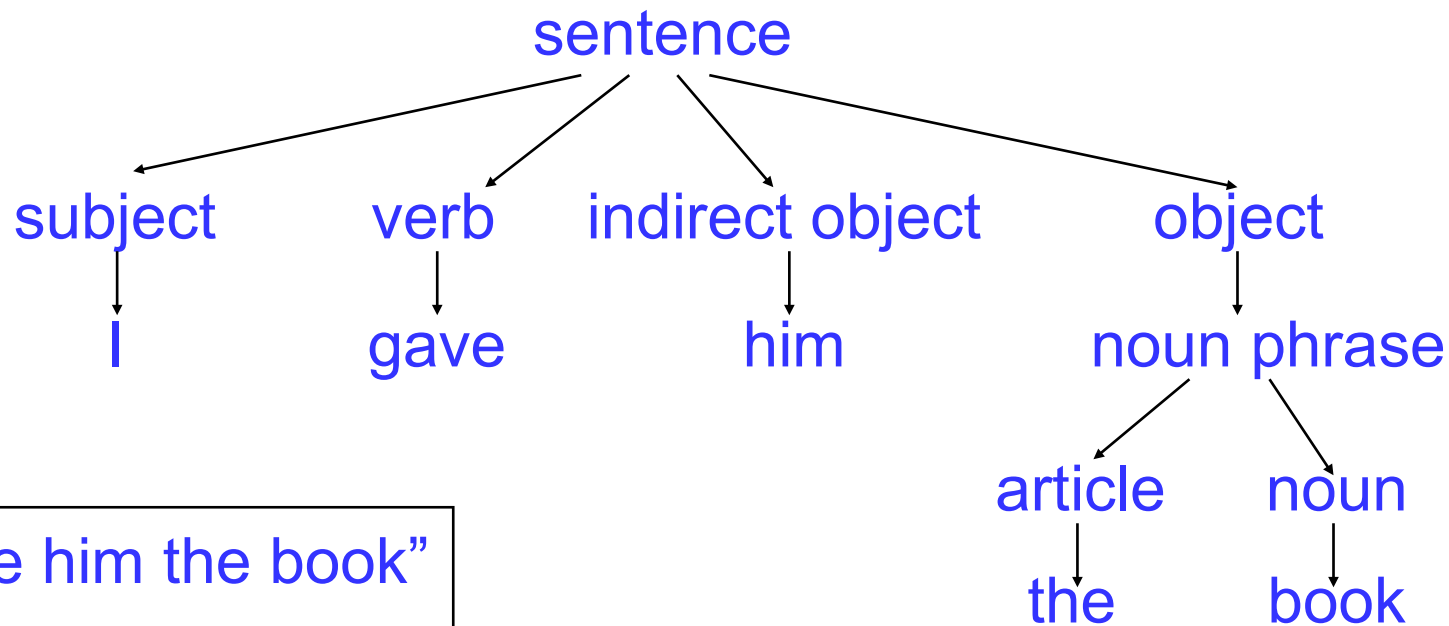 sentence
subject verb indirect object object
I gave him noun phrase
article noun
him the book”
the book